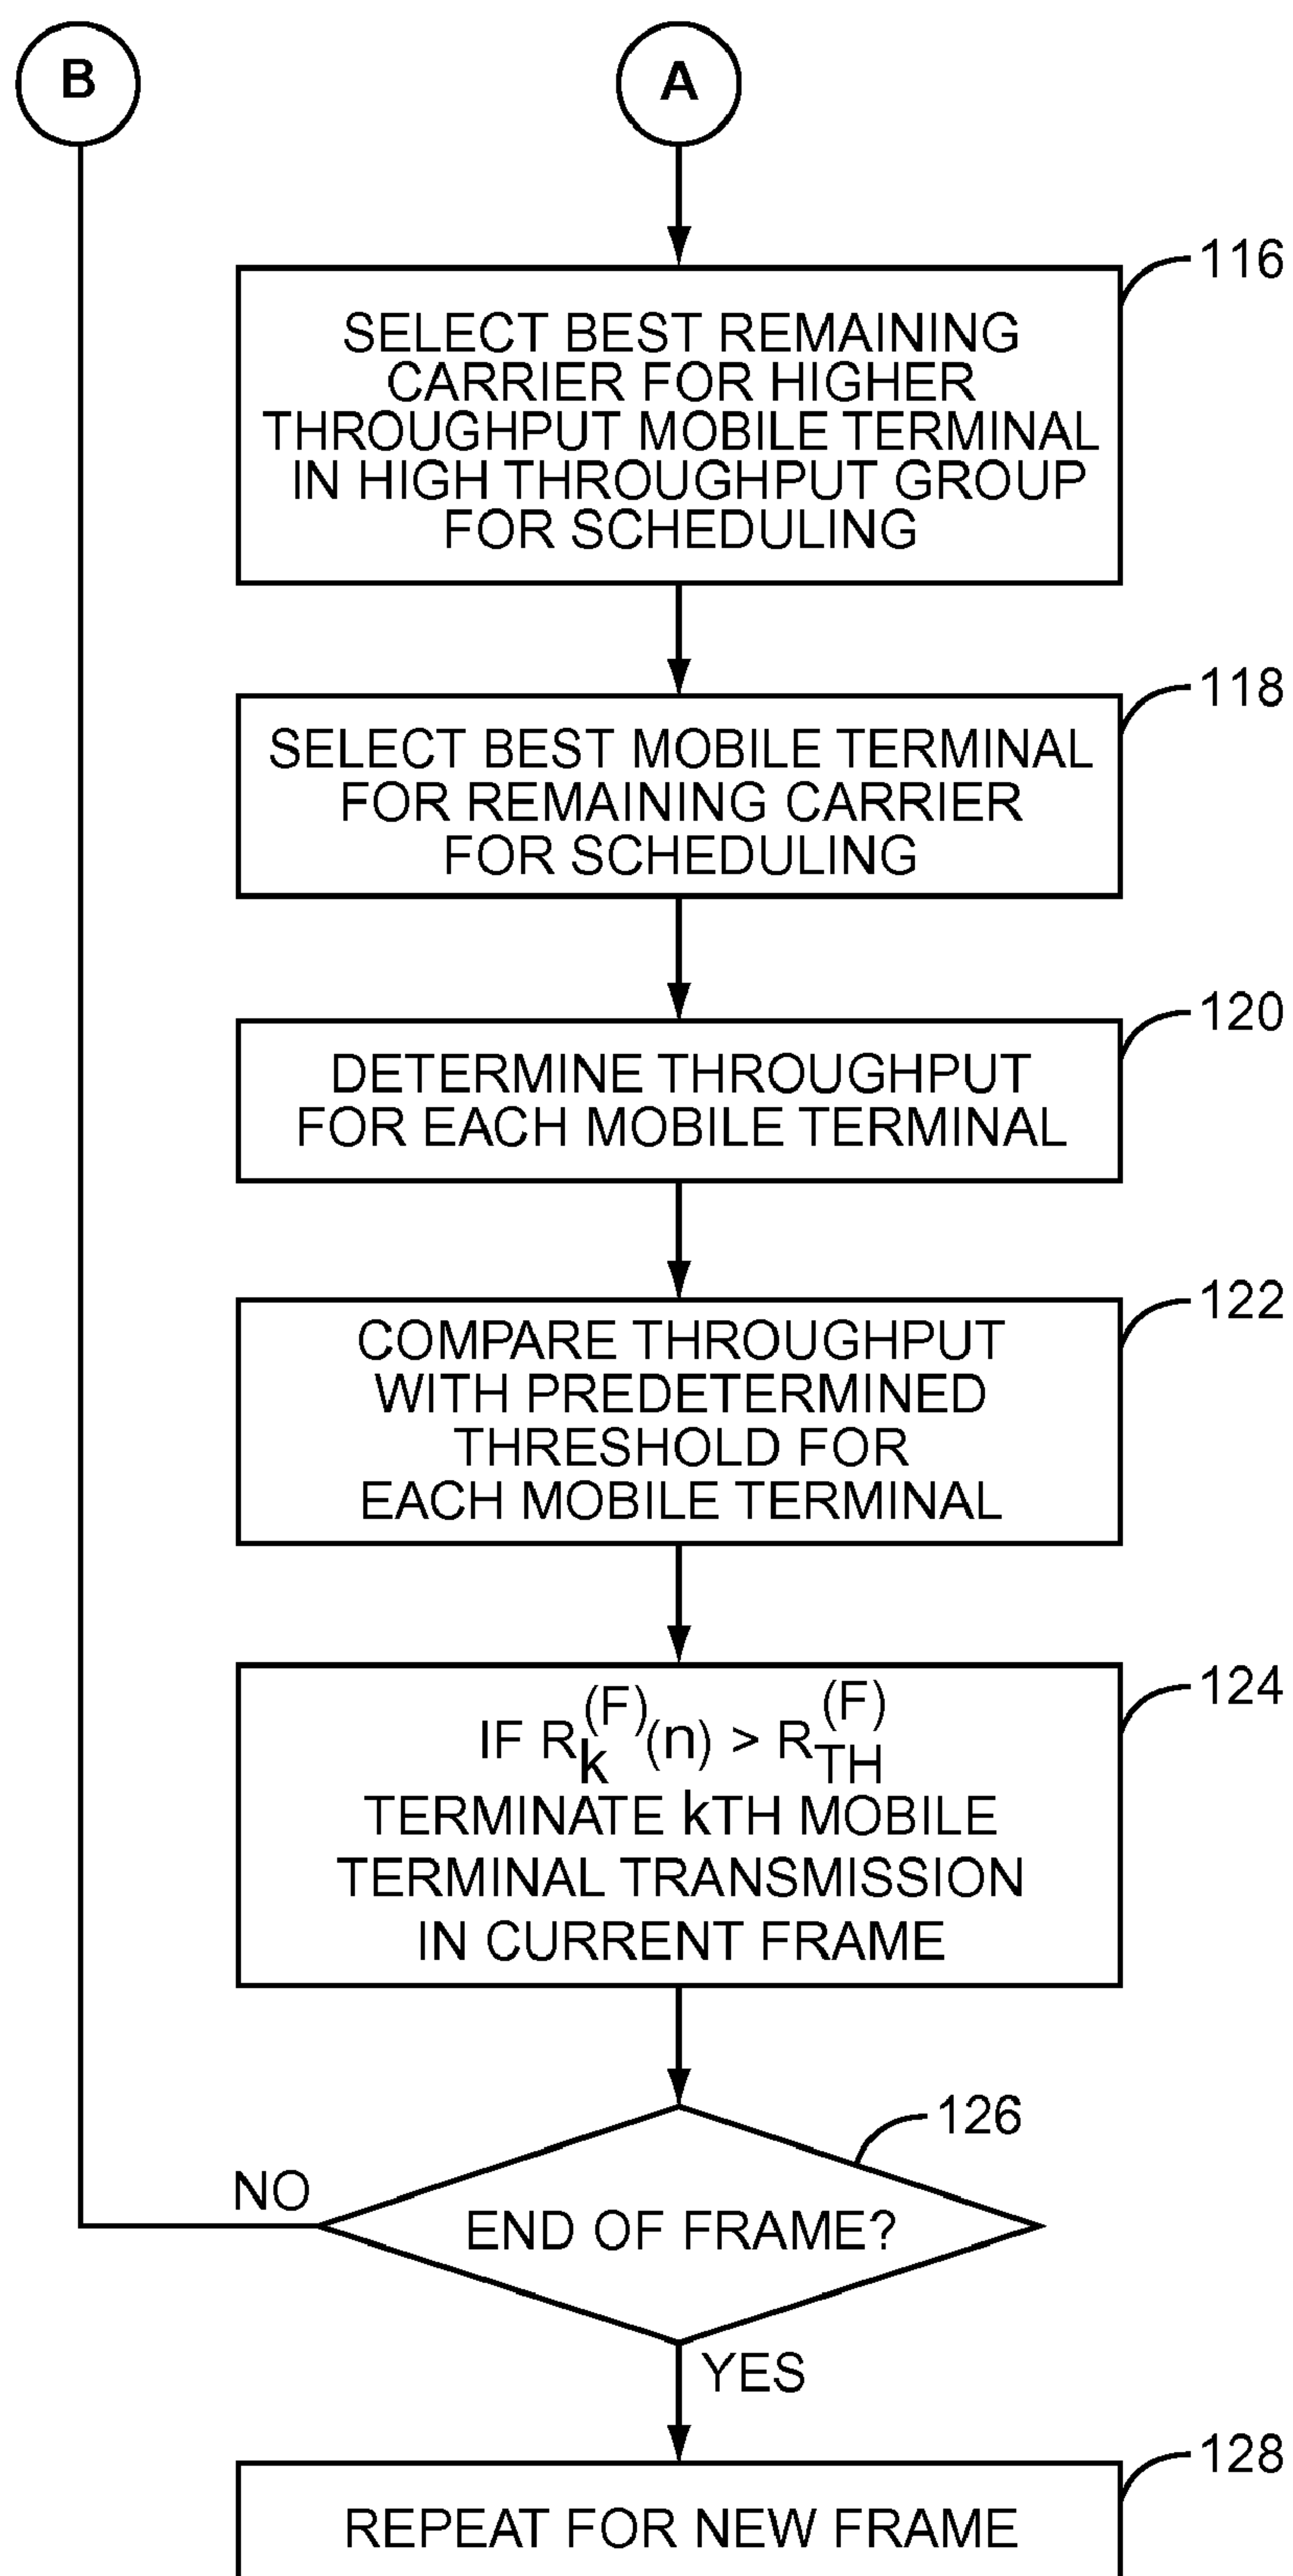 B
A
116
SELECT BEST REMAINING
CARRIER FOR HIGHER
THROUGHPUT MOBILE TERMINAL
IN HIGH THROUGHPUT GROUP
FOR SCHEDULING
118
SELECT BEST MOBILE TERMINAL
FOR REMAINING CARRIER
FOR SCHEDULING
120
DETERMINE THROUGHPUT
FOR EACH MOBILE TERMINAL
122
COMPARE THROUGHPUT
WITH PREDETERMINED
THRESHOLD FOR
EACH MOBILE TERMINAL
124
IF R_k^(F)(n) > R_TH^(F)
TERMINATE kTH MOBILE
TERMINAL TRANSMISSION
IN CURRENT FRAME
126
NO
END OF FRAME?
YES
128
REPEAT FOR NEW FRAME